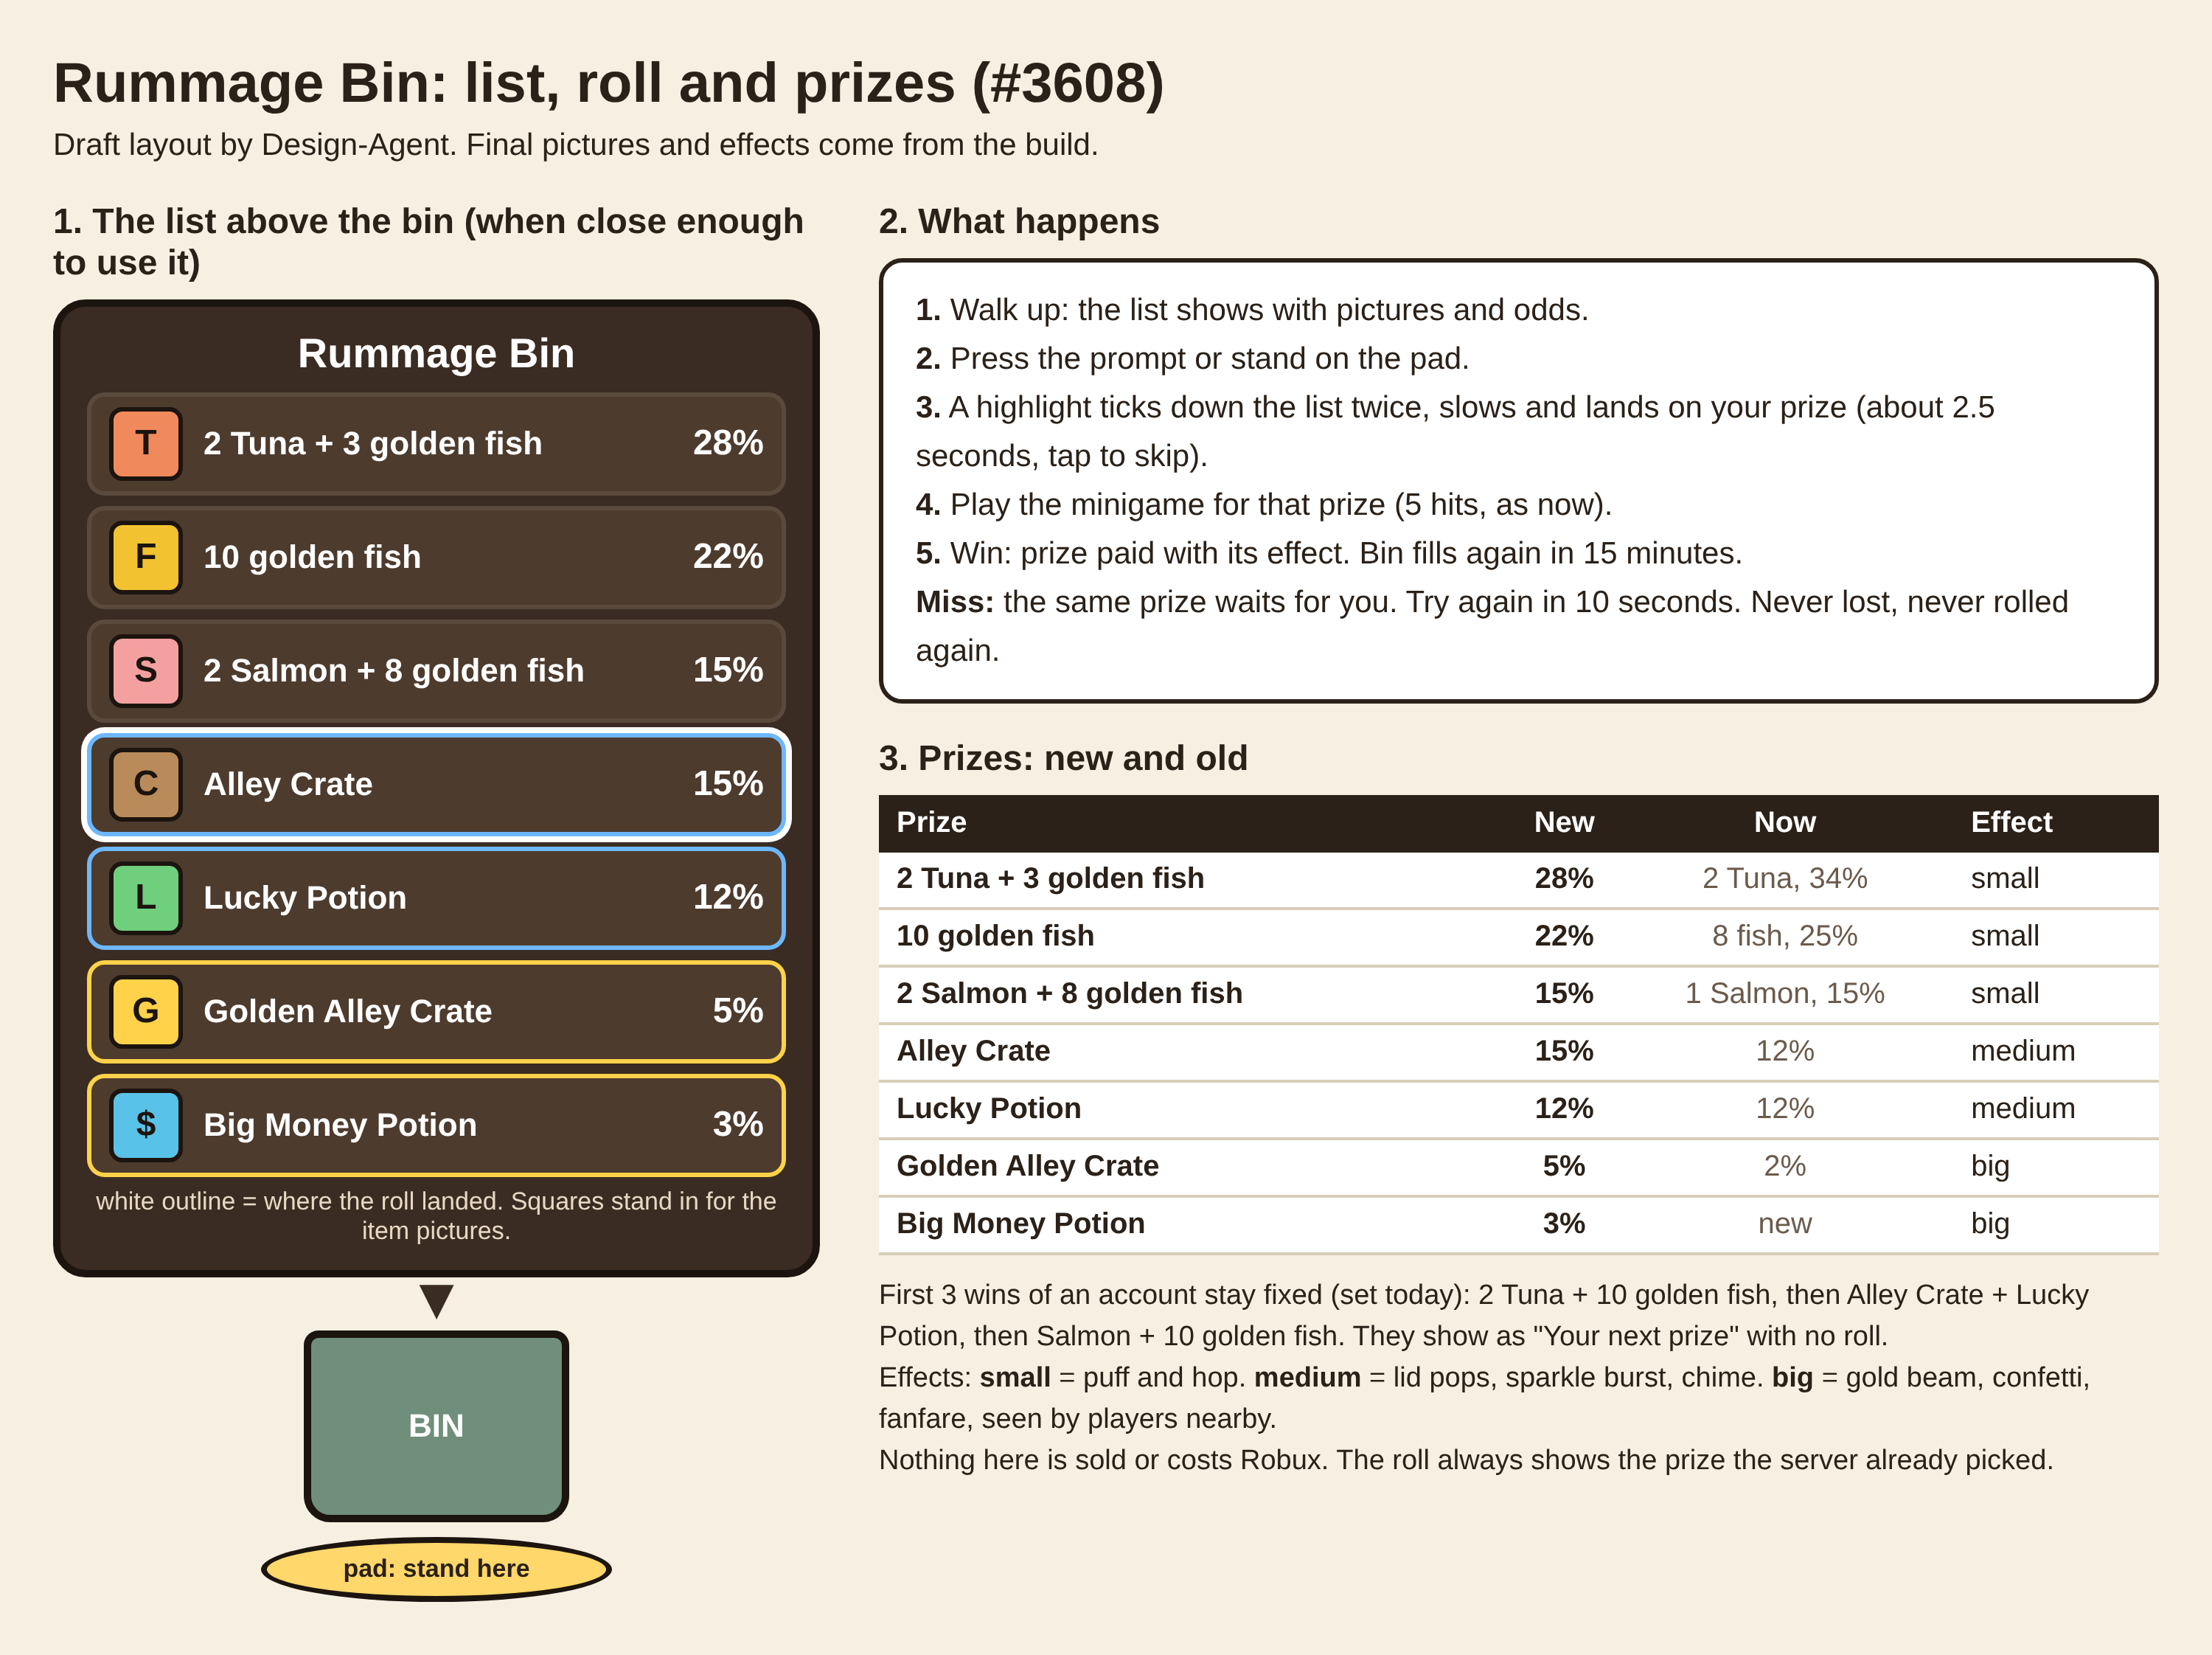 Rummage Bin: list, roll and prizes (#3608)
Draft layout by Design-Agent. Final pictures and effects come from the build.
1. The list above the bin (when close enough
to use it)
Rummage Bin
T 2 Tuna + 3 golden fish 28%
F 10 golden fish 22%
S 2 Salmon + 8 golden fish 15%
C Alley Crate 15%
L Lucky Potion 12%
G Golden Alley Crate 5%
$ Big Money Potion 3%
white outline = where the roll landed. Squares stand in for the
item pictures.
BIN
pad: stand here
2. What happens
1. Walk up: the list shows with pictures and odds.
2. Press the prompt or stand on the pad.
3. A highlight ticks down the list twice, slows and lands on your prize (about 2.5
seconds, tap to skip).
4. Play the minigame for that prize (5 hits, as now).
5. Win: prize paid with its effect. Bin fills again in 15 minutes.
Miss: the same prize waits for you. Try again in 10 seconds. Never lost, never rolled
again.
3. Prizes: new and old
Prize New Now Effect
2 Tuna + 3 golden fish 28% 2 Tuna, 34% small
10 golden fish 22% 8 fish, 25% small
2 Salmon + 8 golden fish 15% 1 Salmon, 15% small
Alley Crate 15% 12% medium
Lucky Potion 12% 12% medium
Golden Alley Crate 5% 2% big
Big Money Potion 3% new big
First 3 wins of an account stay fixed (set today): 2 Tuna + 10 golden fish, then Alley Crate + Lucky
Potion, then Salmon + 10 golden fish. They show as "Your next prize" with no roll.
Effects: small = puff and hop. medium = lid pops, sparkle burst, chime. big = gold beam, confetti,
fanfare, seen by players nearby.
Nothing here is sold or costs Robux. The roll always shows the prize the server already picked.